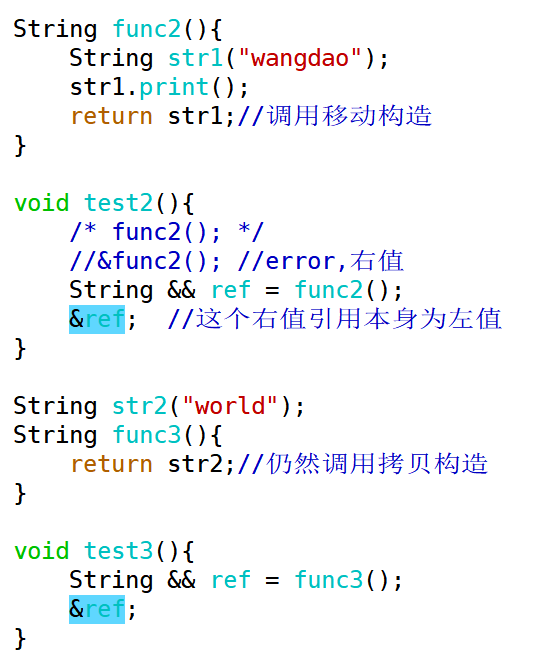 String func2(){
    String str1("wangdao");
    str1.print();
    return str1;//调用移动构造
}
void test2(){
    /* func2(); */
    //&func2(); //error,右值
    String && ref = func2();
    &ref;  //这个右值引用本身为左值
}
String str2("world");
String func3(){
    return str2;//仍然调用拷贝构造
}
void test3(){
    String && ref = func3();
    &ref;
}